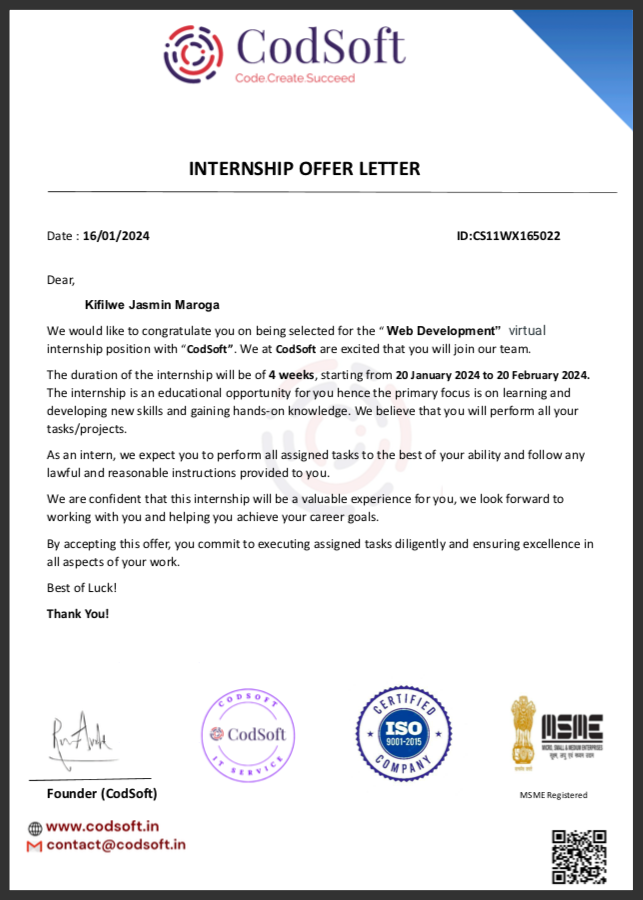 CodSoft
Code.Create.Succeed
INTERNSHIP OFFER LETTER
Date : 16/01/2024
ID:CS11WX165022
Dear,
Kifilwe Jasmin Maroga
We would like to congratulate you on being selected for the “ Web Development” virtual
internship position with “CodSoft”. We at CodSoft are excited that you will join our team.
The duration of the internship will be of 4 weeks, starting from 20 January 2024 to 20 February 2024.
The internship is an educational opportunity for you hence the primary focus is on learning and
developing new skills and gaining hands-on knowledge. We believe that you will perform all your
tasks/projects.
As an intern, we expect you to perform all assigned tasks to the best of your ability and follow any
lawful and reasonable instructions provided to you.
We are confident that this internship will be a valuable experience for you, we look forward to
working with you and helping you achieve your career goals.
By accepting this offer, you commit to executing assigned tasks diligently and ensuring excellence in
all aspects of your work.
Best of Luck!
Thank You!
CODSOFT
CodSoft
IT SERVICE
CERTIFIED
ISO
9001-2015
COMPANY
MSME
MICRO, SMALL & MEDIUM ENTERPRISES
सूक्ष्म, लघु एवं मध्यम उद्यम
Founder (CodSoft)
MSME Registered
www.codsoft.in
contact@codsoft.in